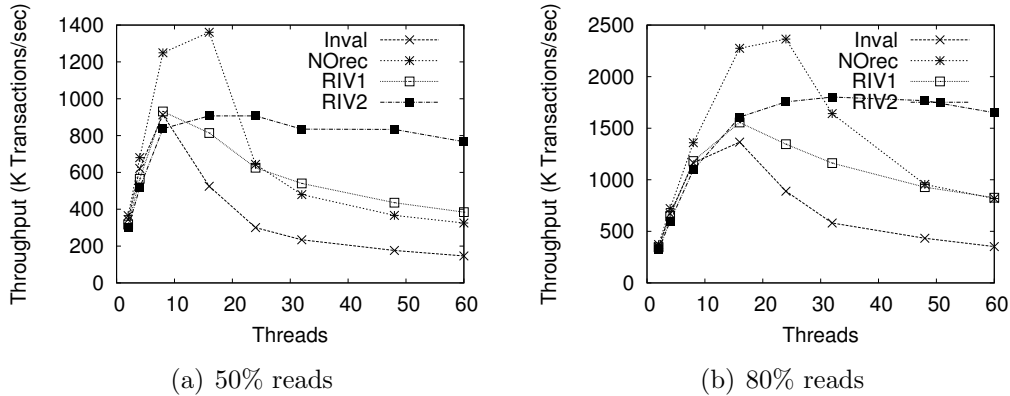 1400
1200
1000
800
600
400
200
0
0 10 20 30 40 50 60
Throughput (K Transactions/sec)
Threads
Inval
NOrec
RIV1
RIV2
(a) 50% reads
2500
2000
1500
1000
500
0
0 10 20 30 40 50 60
Throughput (K Transactions/sec)
Threads
Inval
NOrec
RIV1
RIV2
(b) 80% reads